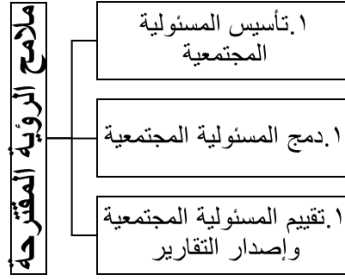 ملامح الرؤية المقترحة
١.تأسيس المسئولية
المجتمعية
١.دمج المسئولية المجتمعية
١.تقييم المسئولية المجتمعية
وإصدار التقارير